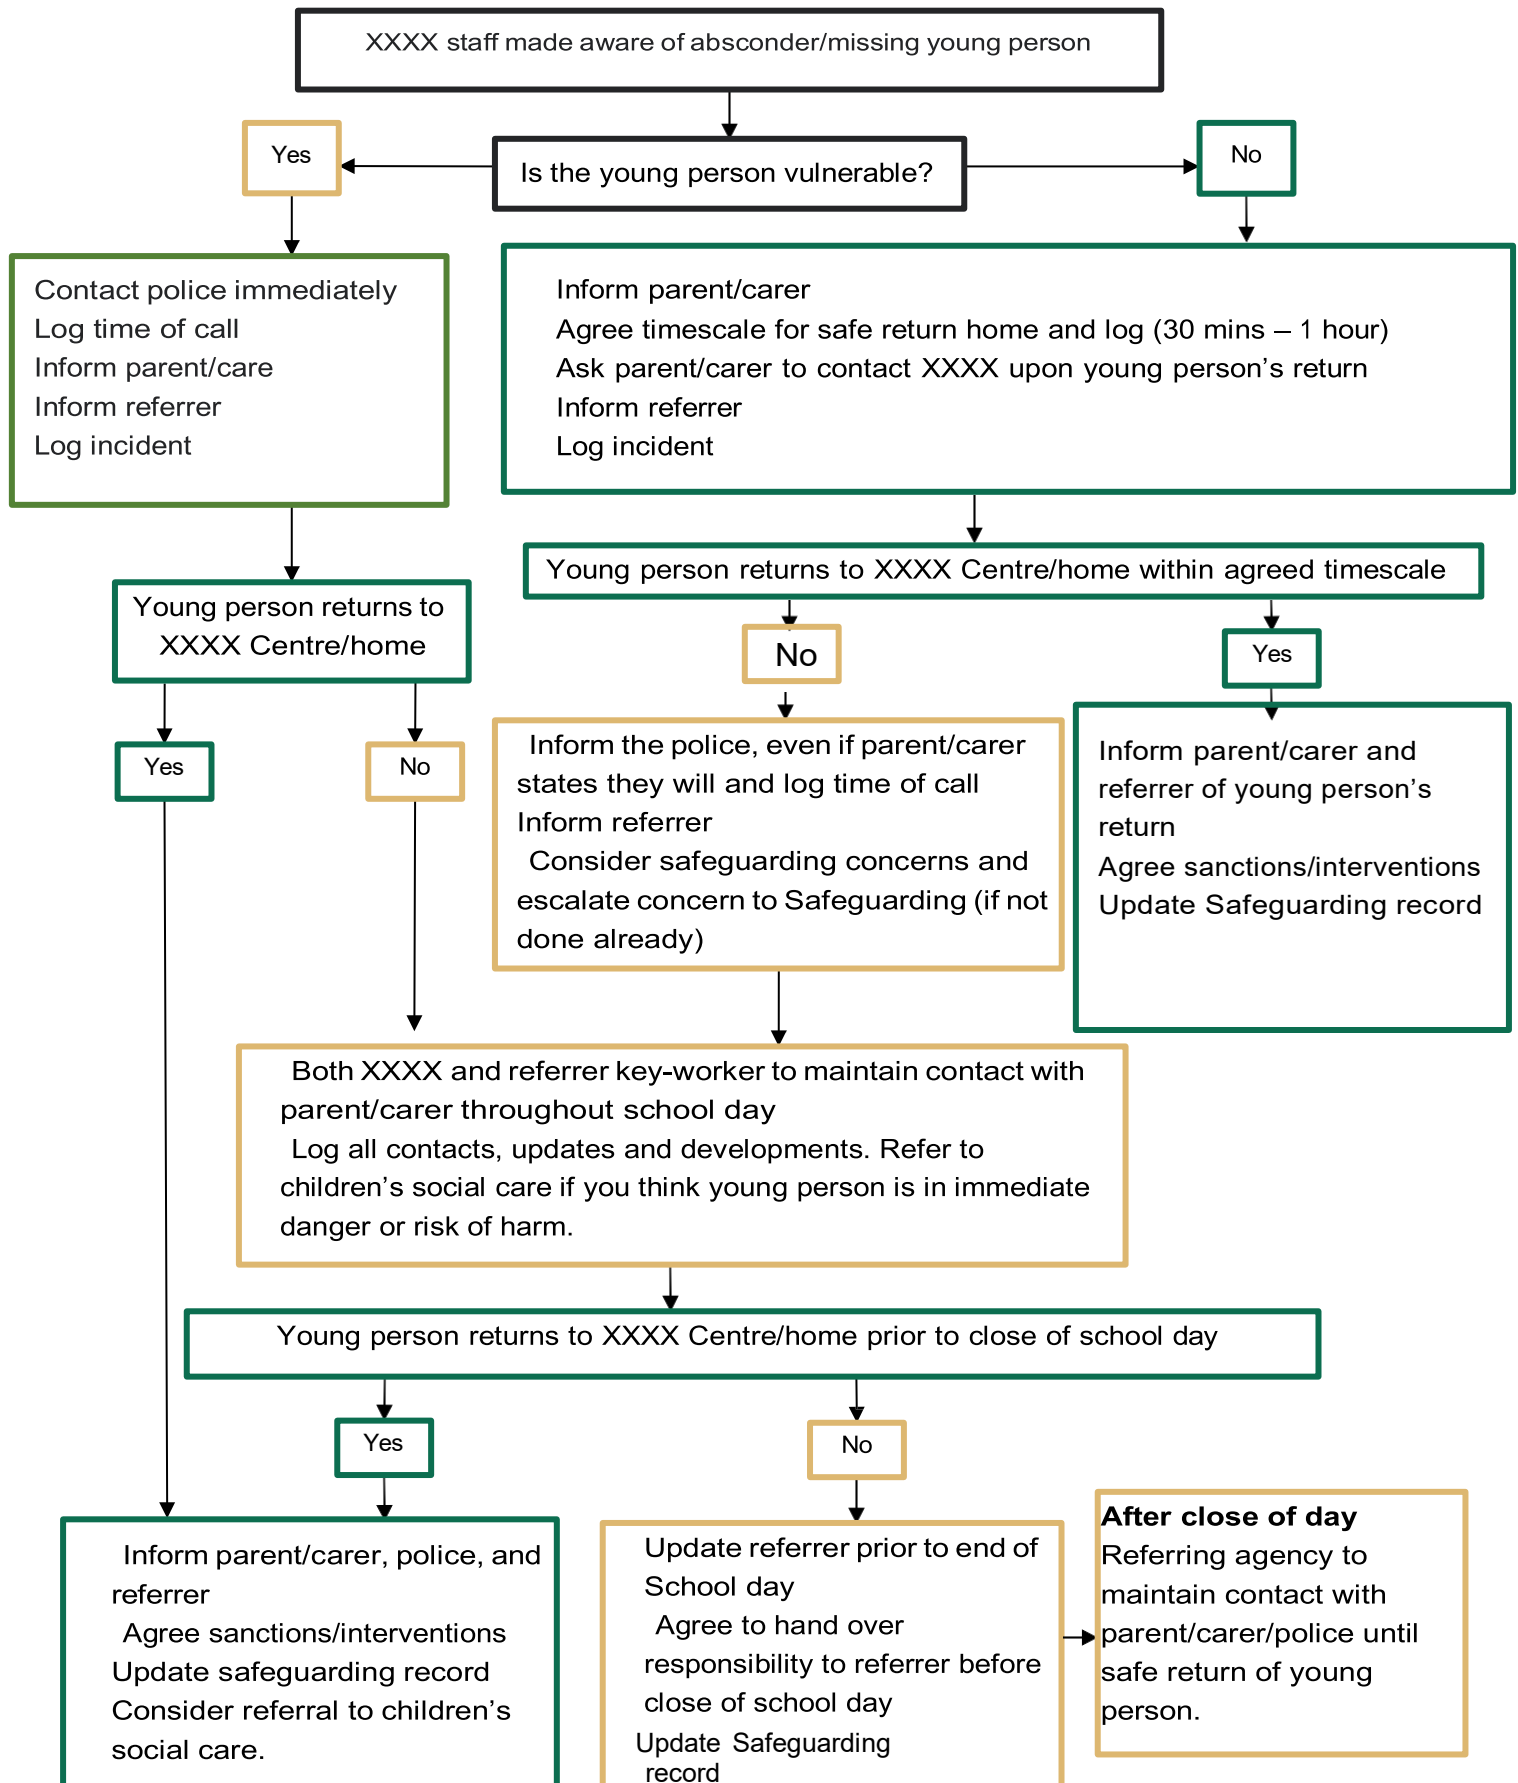 XXXX staff made aware of absconder/missing young person
Yes
Is the young person vulnerable?
No
Contact police immediately
Log time of call
Inform parent/care
Inform referrer
Log incident
Inform parent/carer
Agree timescale for safe return home and log (30 mins – 1 hour)
Ask parent/carer to contact XXXX upon young person’s return
Inform referrer
Log incident
Young person returns to
XXXX Centre/home
Young person returns to XXXX Centre/home within agreed timescale
No
Yes
Yes
No
Inform the police, even if parent/carer
states they will and log time of call
Inform referrer
Consider safeguarding concerns and
escalate concern to Safeguarding (if not
done already)
Inform parent/carer and
referrer of young person’s
return
Agree sanctions/interventions
Update Safeguarding record
Both XXXX and referrer key-worker to maintain contact with
parent/carer throughout school day
Log all contacts, updates and developments. Refer to
children’s social care if you think young person is in immediate
danger or risk of harm.
Young person returns to XXXX Centre/home prior to close of school day
Yes
No
Inform parent/carer, police, and
referrer
Agree sanctions/interventions
Update safeguarding record
Consider referral to children’s
social care.
Update referrer prior to end of
School day
Agree to hand over
responsibility to referrer before
close of school day
Update Safeguarding
record
After close of day
Referring agency to
maintain contact with
parent/carer/police until
safe return of young
person.